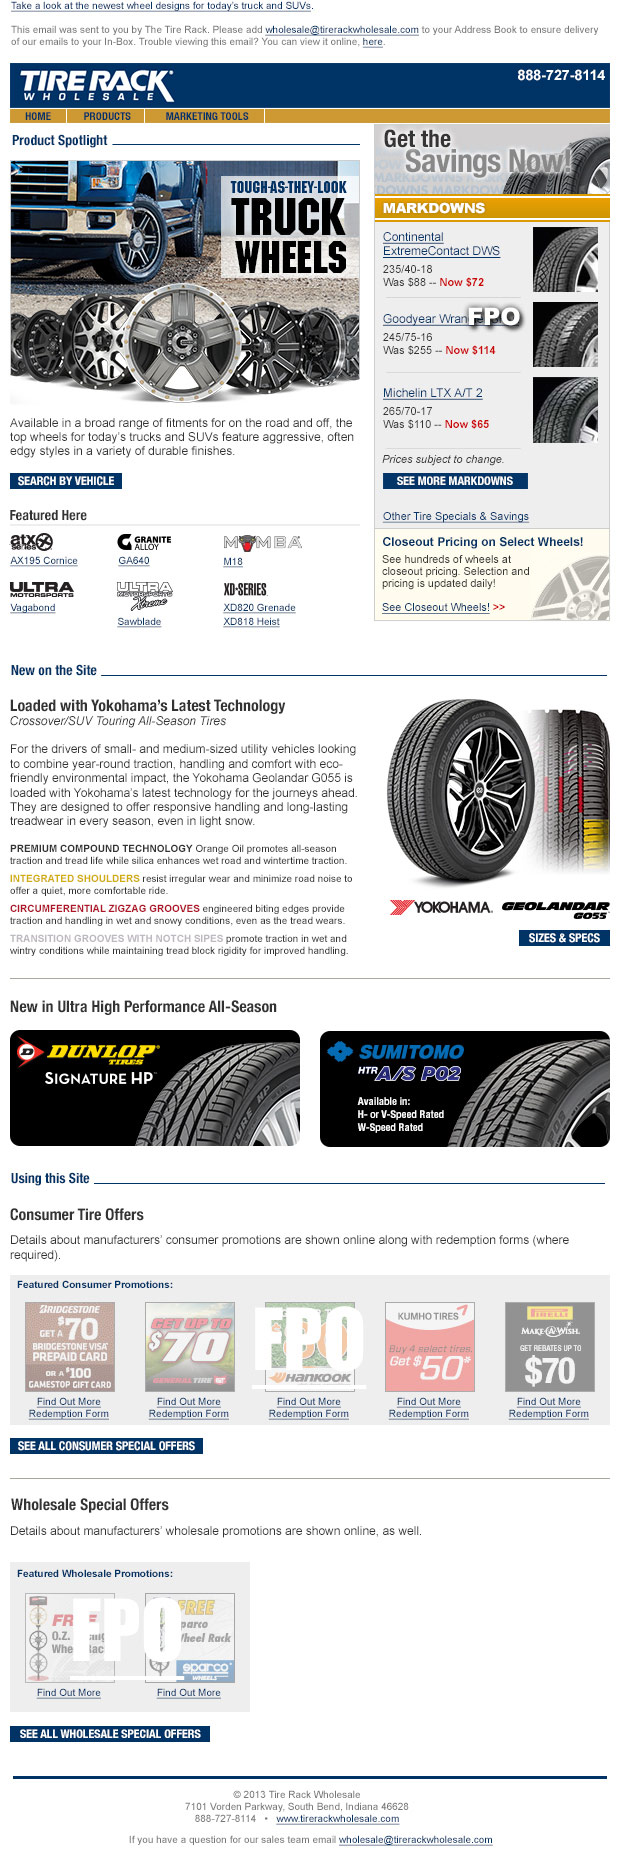 Take a look at the newest wheel designs for today's truck and SUVs.
This email was sent to you by The Tire Rack. Please add wholesale@tirerackwholesale.com to your Address Book to ensure delivery
of our emails to your In-Box. Trouble viewing this email? You can view it online, here.
TIRE RACK
WHOLESALE
888-727-8114
HOME
PRODUCTS
MARKETING TOOLS
Product Spotlight
TOUGH-AS-THEY-LOOK
TRUCK
WHEELS
Available in a broad range of fitments for on the road and off, the
top wheels for today's trucks and SUVs feature aggressive, often
edgy styles in a variety of durable finishes.
SEARCH BY VEHICLE
Featured Here
atx series
AX195 Cornice
GRANITE
ALLOY
GA640
MAMBA
M18
ULTRA
MOTORSPORTS
Vagabond
ULTRA
MOTORSPORTS
Xtreme
Sawblade
XD-SERIES
XD820 Grenade
XD818 Heist
Get the
Savings Now!
MARKDOWNS
Continental
ExtremeContact DWS
235/40-18
Was $88 -- Now $72
Goodyear
FPO
245/75-16
Was $255 -- Now $114
Michelin LTX A/T 2
265/70-17
Was $110 -- Now $65
Prices subject to change.
SEE MORE MARKDOWNS
Other Tire Specials & Savings
Closeout Pricing on Select Wheels!
See hundreds of wheels at
closeout pricing. Selection and
pricing is updated daily!
See Closeout Wheels! >>
New on the Site
Loaded with Yokohama's Latest Technology
Crossover/SUV Touring All-Season Tires
For the drivers of small- and medium-sized utility vehicles looking
to combine year-round traction, handling and comfort with eco-
friendly environmental impact, the Yokohama Geolandar G055 is
loaded with Yokohama's latest technology for the journeys ahead.
They are designed to offer responsive handling and long-lasting
treadwear in every season, even in light snow.
PREMIUM COMPOUND TECHNOLOGY Orange Oil promotes all-season
traction and tread life while silica enhances wet road and wintertime traction.
INTEGRATED SHOULDERS resist irregular wear and minimize road noise to
offer a quiet, more comfortable ride.
CIRCUMFERENTIAL ZIGZAG GROOVES engineered biting edges provide
traction and handling in wet and snowy conditions, even as the tread wears.
TRANSITION GROOVES WITH NOTCH SIPES promote traction in wet and
wintry conditions while maintaining tread block rigidity for improved handling.
YOKOHAMA
GEOLANDAR
G055
SIZES & SPECS
New in Ultra High Performance All-Season
DUNLOP
TIRES
SIGNATURE HP™
SUMITOMO
HTR A/S P02
Available in:
H- or V-Speed Rated
W-Speed Rated
Using this Site
Consumer Tire Offers
Details about manufacturers' consumer promotions are shown online along with redemption forms (where
required).
Featured Consumer Promotions:
BRIDGESTONE
GET A $70
BRIDGESTONE VISA
PREPAID CARD
OR A $100
GAMESTOP GIFT CARD
Find Out More
Redemption Form
GET UP TO
$70
GENERAL TIRE
Find Out More
Redemption Form
FPO
HANKOOK
Find Out More
Redemption Form
KUMHO TIRES
Buy 4 select tires.
Get $50*
Find Out More
Redemption Form
PIRELLI
MAKE-A-WISH.
GET REBATES UP TO
$70
Find Out More
Redemption Form
SEE ALL CONSUMER SPECIAL OFFERS
Wholesale Special Offers
Details about manufacturers' wholesale promotions are shown online, as well.
Featured Wholesale Promotions:
FPO
O.Z.
Find Out More
FREE
Wheel Rack
sparco
WHEELS
Find Out More
SEE ALL WHOLESALE SPECIAL OFFERS
© 2013 Tire Rack Wholesale
7101 Vorden Parkway, South Bend, Indiana 46628
888-727-8114 • www.tirerackwholesale.com
If you have a question for our sales team email wholesale@tirerackwholesale.com